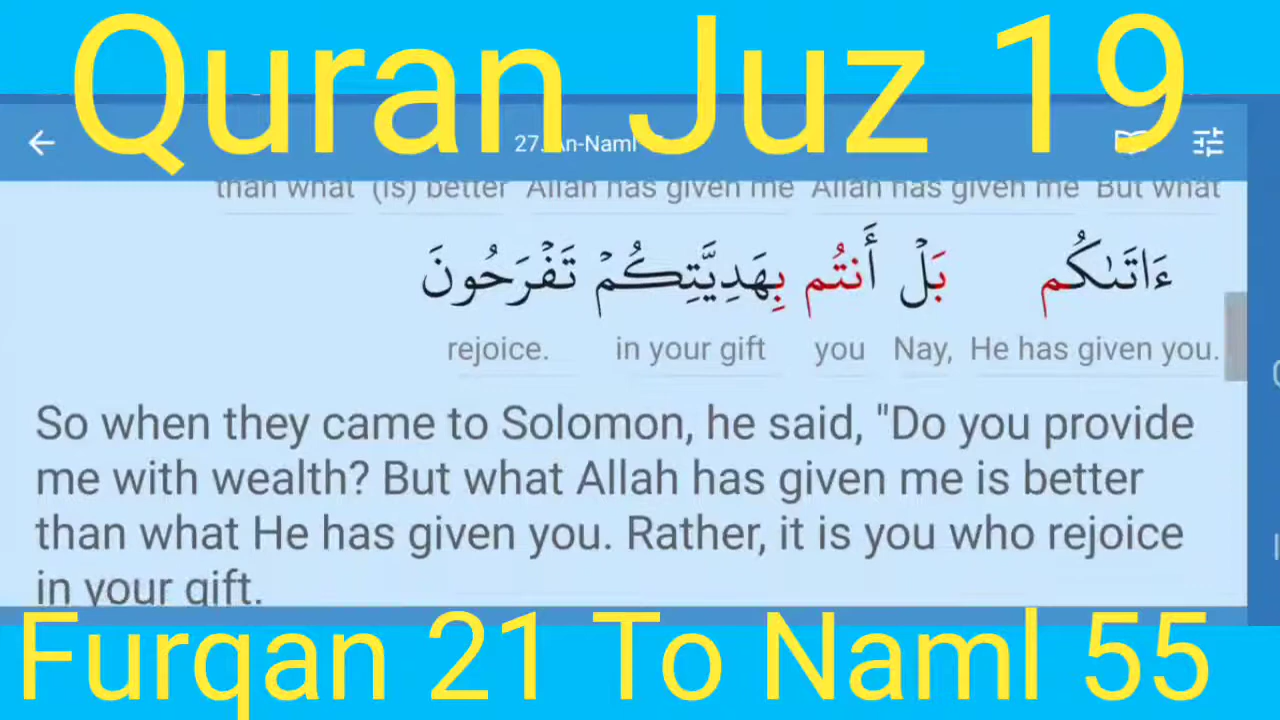 Quran Juz 19
27. An-Naml
than what (is) better Allah has given me Allah has given me But what
ءَاتَىٰكُم بَلْ أَنتُم بِهَدِيَّتِكُمْ تَفْرَحُونَ
rejoice. in your gift you Nay, He has given you.
So when they came to Solomon, he said, "Do you provide
me with wealth? But what Allah has given me is better
than what He has given you. Rather, it is you who rejoice
in your gift.
Furqan 21 To Naml 55